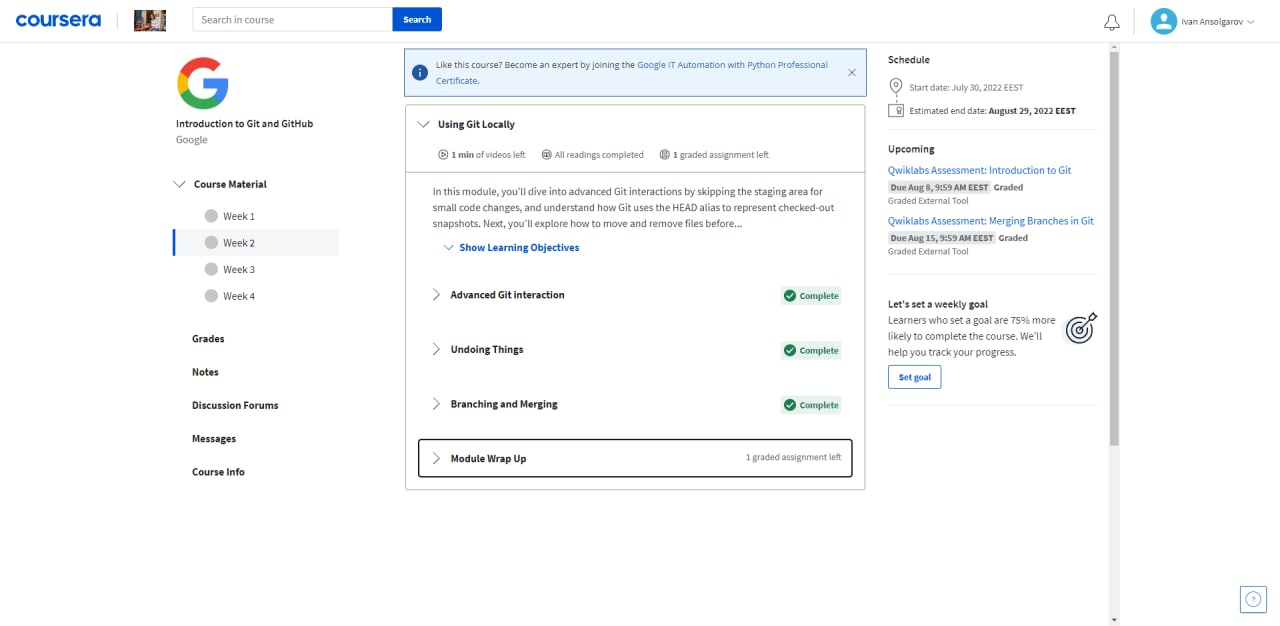 coursera
Search in course
Search
Ivan Ansolgarov
Introduction to Git and GitHub
Google
Course Material
Week 1
Week 2
Week 3
Week 4
Grades
Notes
Discussion Forums
Messages
Course Info
Like this course? Become an expert by joining the Google IT Automation with Python Professional
Certificate.
Using Git Locally
1 min of videos left
All readings completed
1 graded assignment left
In this module, you'll dive into advanced Git interactions by skipping the staging area for
small code changes, and understand how Git uses the HEAD alias to represent checked-out
snapshots. Next, you'll explore how to move and remove files before...
Show Learning Objectives
Advanced Git interaction
Complete
Undoing Things
Complete
Branching and Merging
Complete
Module Wrap Up
1 graded assignment left
Schedule
Start date: July 30, 2022 EEST
Estimated end date: August 29, 2022 EEST
Upcoming
Qwiklabs Assessment: Introduction to Git
Due Aug 8, 9:59 AM EEST Graded
Graded External Tool
Qwiklabs Assessment: Merging Branches in Git
Due Aug 15, 9:59 AM EEST Graded
Graded External Tool
Let's set a weekly goal
Learners who set a goal are 75% more
likely to complete the course. We'll
help you track your progress.
Set goal